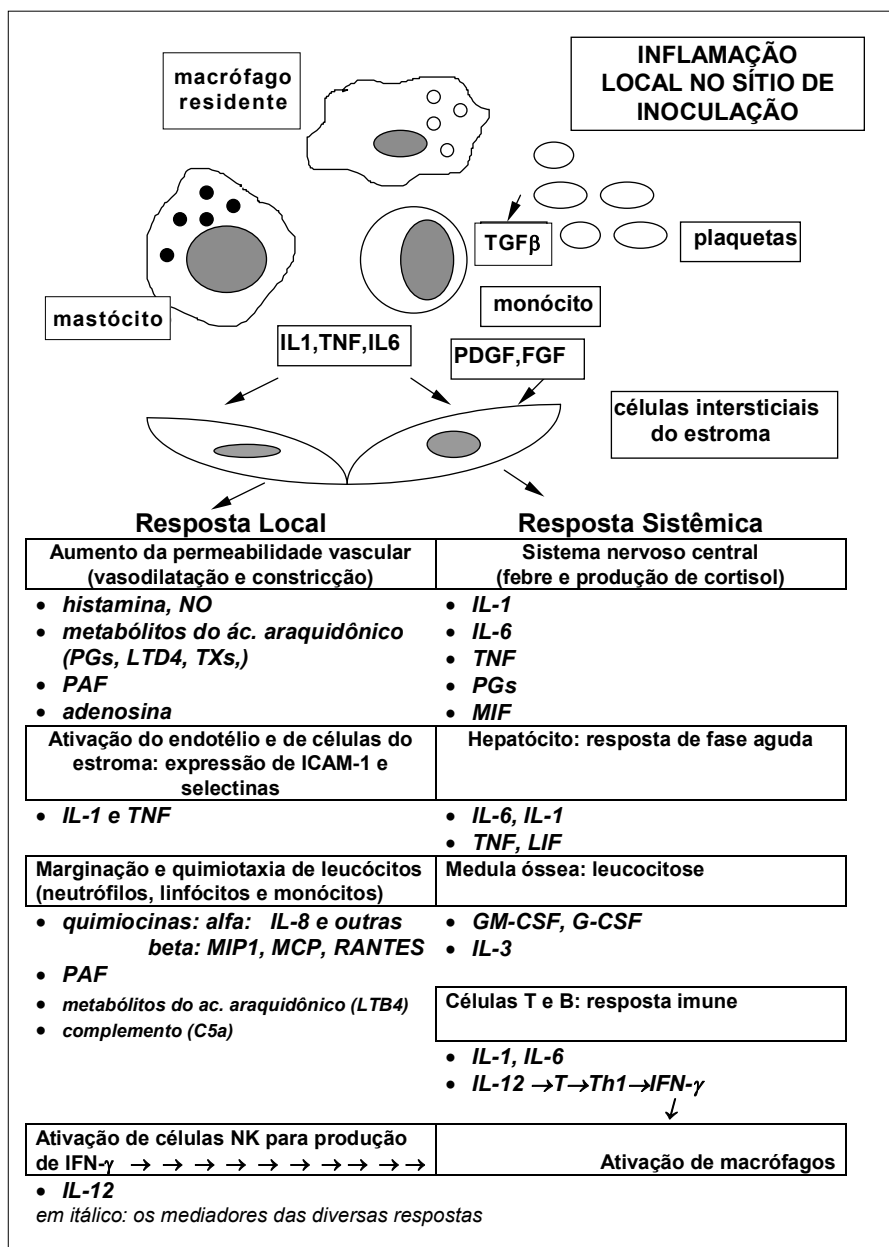 INFLAMAÇÃO
LOCAL NO SÍTIO DE
INOCULAÇÃO
macrófago
residente
TGFβ
plaquetas
mastócito
monócito
IL1,TNF,IL6
PDGF,FGF
células intersticiais
do estroma
Resposta Local
Aumento da permeabilidade vascular
(vasodilatação e constricção)
• histamina, NO
• metabólitos do ác. araquidônico
(PGs, LTD4, TXs,)
• PAF
• adenosina
Ativação do endotélio e de células do
estroma: expressão de ICAM-1 e
selectinas
• IL-1 e TNF
Marginação e quimiotaxia de leucócitos
(neutrófilos, linfócitos e monócitos)
• quimiocinas: alfa: IL-8 e outras
beta: MIP1, MCP, RANTES
• PAF
• metabólitos do ac. araquidônico (LTB4)
• complemento (C5a)
Resposta Sistêmica
Sistema nervoso central
(febre e produção de cortisol)
• IL-1
• IL-6
• TNF
• PGs
• MIF
Hepatócito: resposta de fase aguda
• IL-6, IL-1
• TNF, LIF
Medula óssea: leucocitose
• GM-CSF, G-CSF
• IL-3
Células T e B: resposta imune
• IL-1, IL-6
• IL-12 →T→Th1→IFN-γ
↓
Ativação de células NK para produção
de IFN-γ → → → → → → → → → →
Ativação de macrófagos
• IL-12
em itálico: os mediadores das diversas respostas